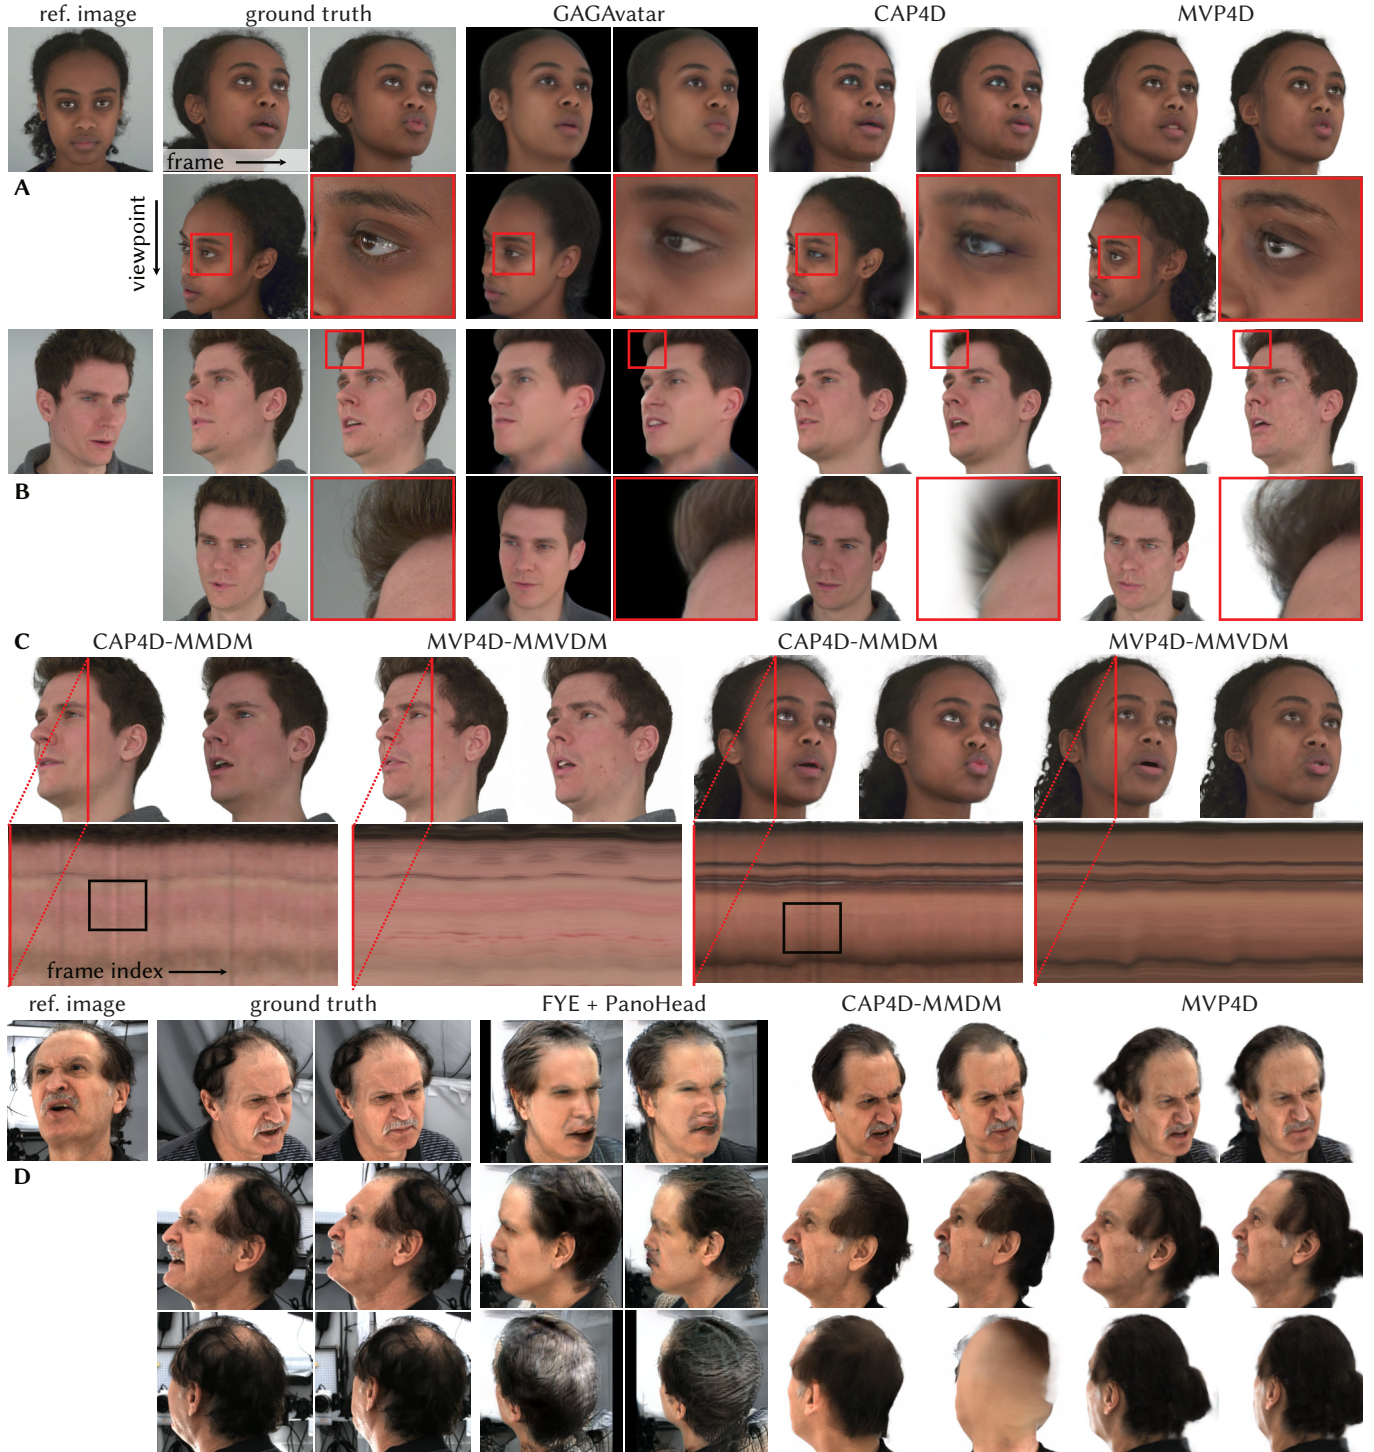 ref. image ground truth GAGAvatar CAP4D MVP4D
frame
A
viewpoint
B
C
CAP4D-MMDM MVP4D-MMVDM CAP4D-MMDM MVP4D-MMVDM
frame index
ref. image ground truth FYE + PanoHead CAP4D-MMDM MVP4D
D